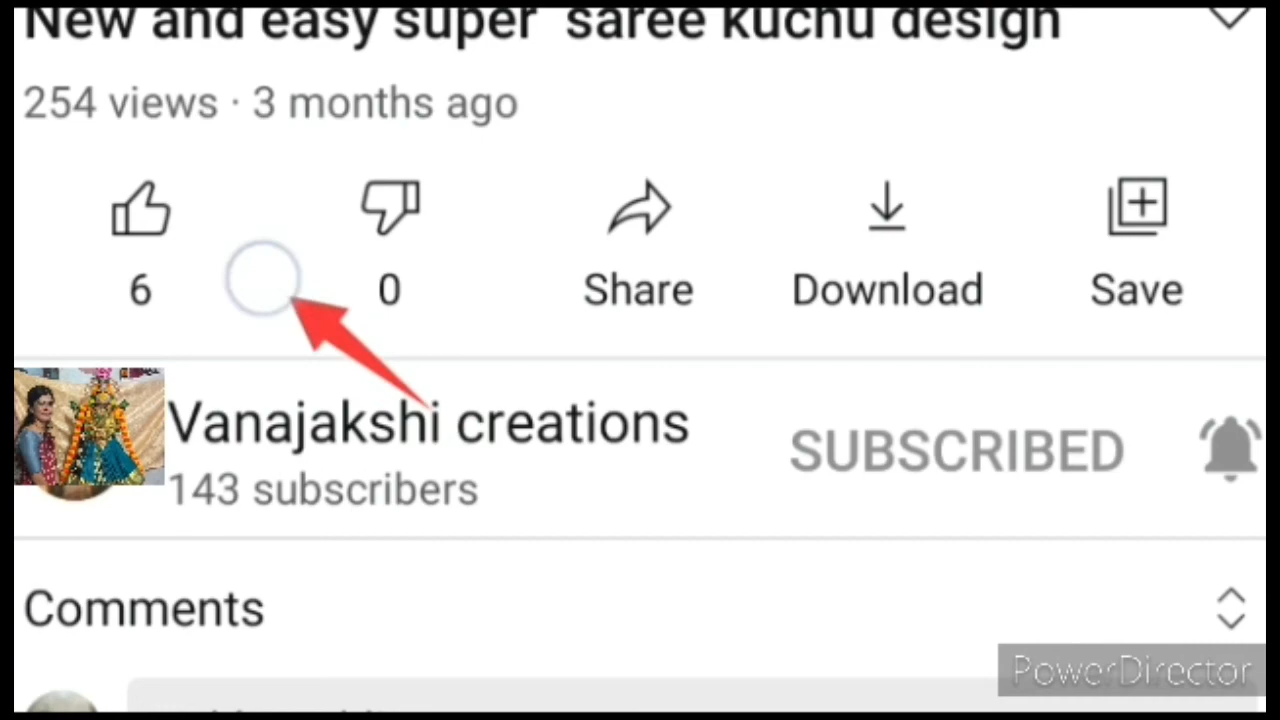 New and easy super saree kuchu design
254 views · 3 months ago
6
0
Share
Download
Save
Vanajakshi creations
143 subscribers
SUBSCRIBED
Comments
PowerDirector